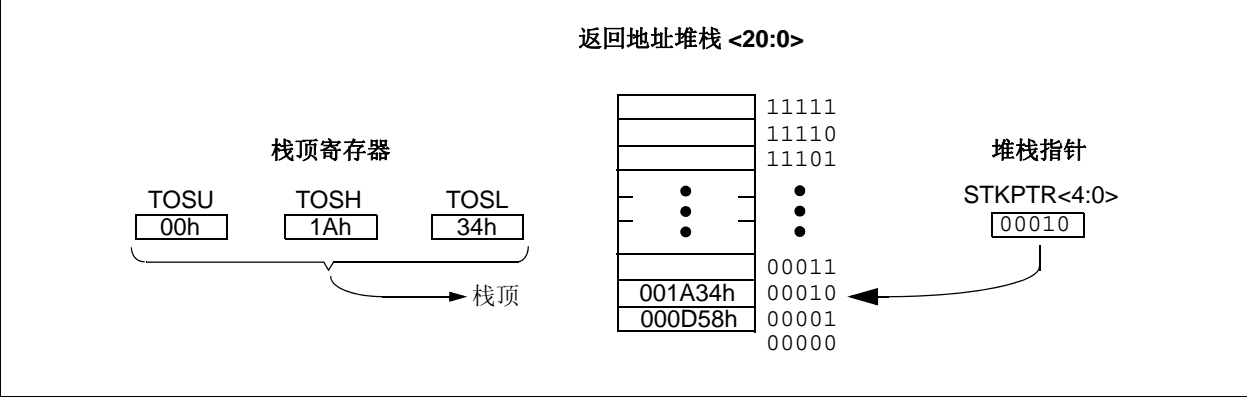 返回地址堆栈 <20:0>
栈顶寄存器
TOSU TOSH TOSL
00h 1Ah 34h
栈顶
11111
11110
11101
00011
001A34h 00010
000D58h 00001
00000
堆栈指针
STKPTR<4:0>
00010